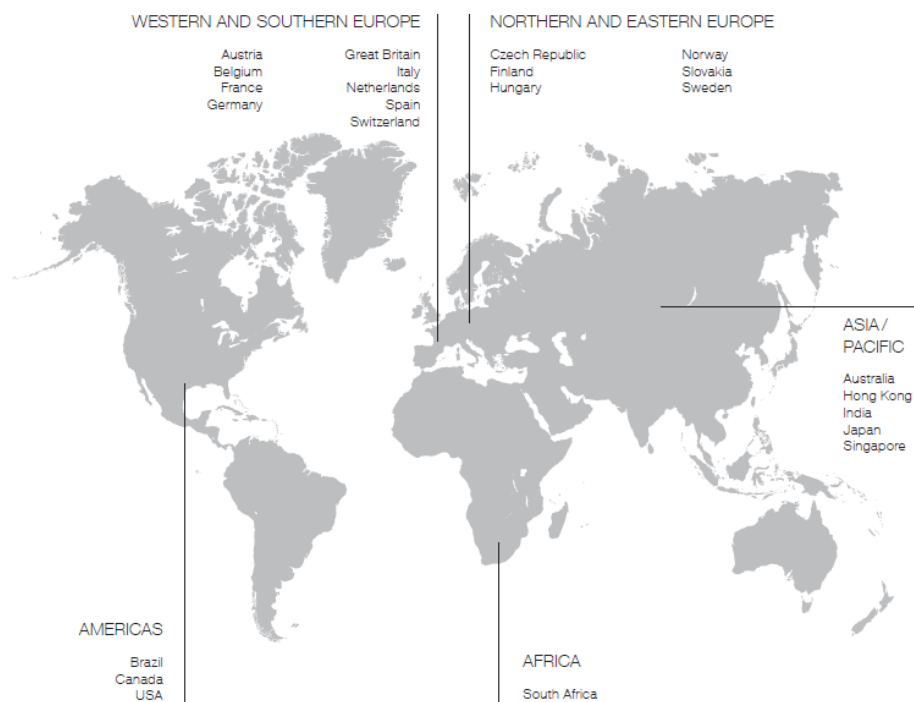 WESTERN AND SOUTHERN EUROPE
Austria
Belgium
France
Germany
Great Britain
Italy
Netherlands
Spain
Switzerland
NORTHERN AND EASTERN EUROPE
Czech Republic
Finland
Hungary
Norway
Slovakia
Sweden
ASIA /
PACIFIC
Australia
Hong Kong
India
Japan
Singapore
AMERICAS
Brazil
Canada
USA
AFRICA
South Africa